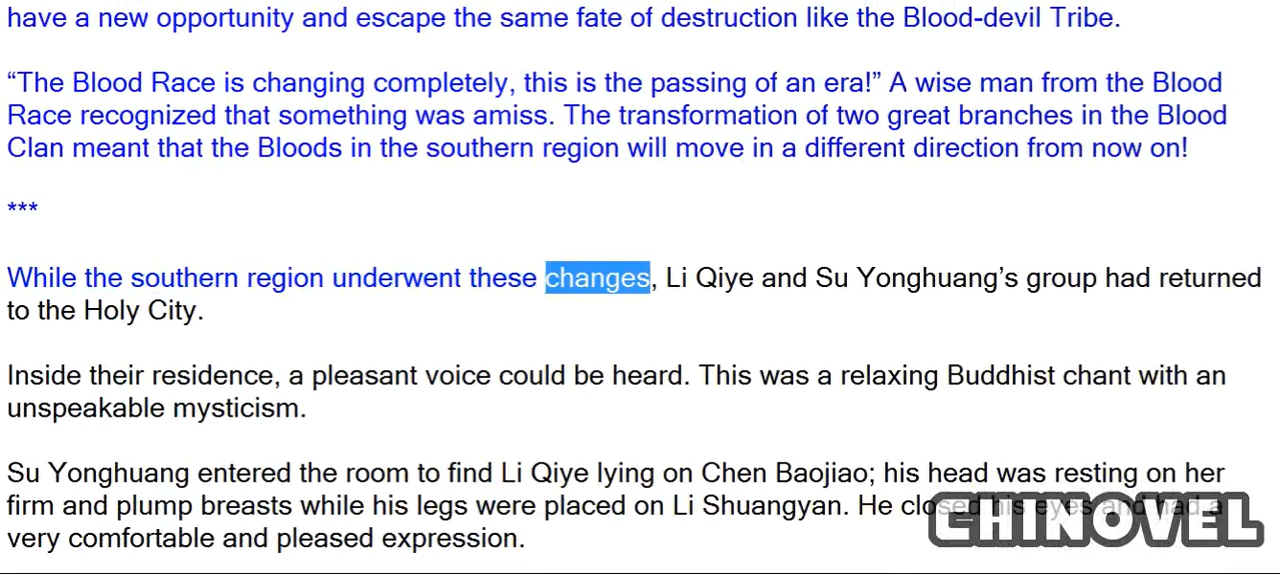 have a new opportunity and escape the same fate of destruction like the Blood-devil Tribe.
“The Blood Race is changing completely, this is the passing of an era!” A wise man from the Blood
Race recognized that something was amiss. The transformation of two great branches in the Blood
Clan meant that the Bloods in the southern region will move in a different direction from now on!
***
While the southern region underwent these changes, Li Qiye and Su Yonghuang’s group had returned
to the Holy City.
Inside their residence, a pleasant voice could be heard. This was a relaxing Buddhist chant with an
unspeakable mysticism.
Su Yonghuang entered the room to find Li Qiye lying on Chen Baojiao; his head was resting on her
firm and plump breasts while his legs were placed on Li Shuangyan. He closed his eyes and had a
very comfortable and pleased expression.
CHINOVEL